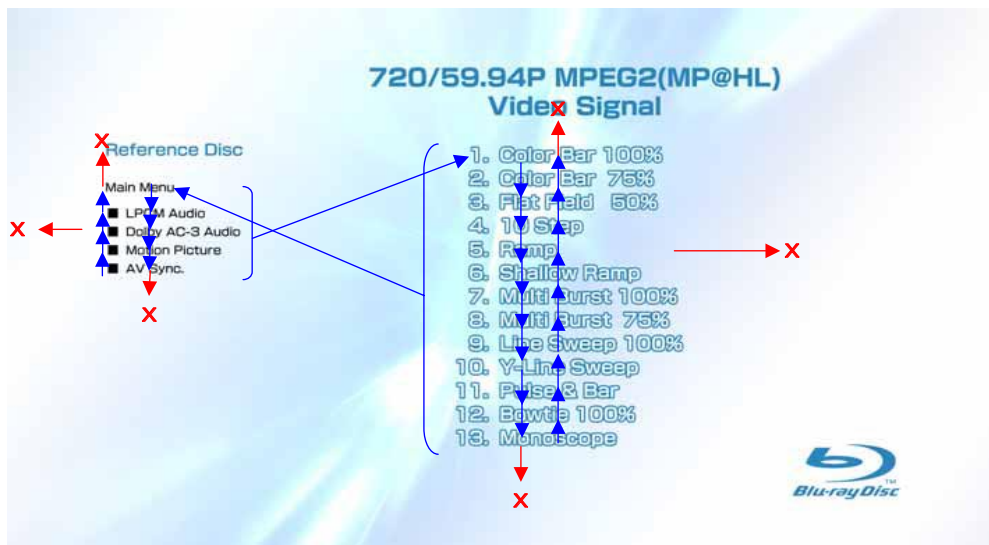 720/59.94P MPEG2(MP@HL)
Video Signal
X
X
Reference Disc
Main Menu
■ LPCM Audio
■ Dolby AC-3 Audio
■ Motion Picture
■ AV Sync.
X
X
1. Color Bar 100%
2. Color Bar 75%
3. Flat Field 50%
4. 10 Step
5. Ramp
6. Shallow Ramp
7. Multi Burst 100%
8. Multi Burst 75%
9. Line Sweep 100%
10. Y-Line Sweep
11. Pulse & Bar
12. Bowtie 100%
13. Monoscope
X
X
Blu-ray Disc
TM